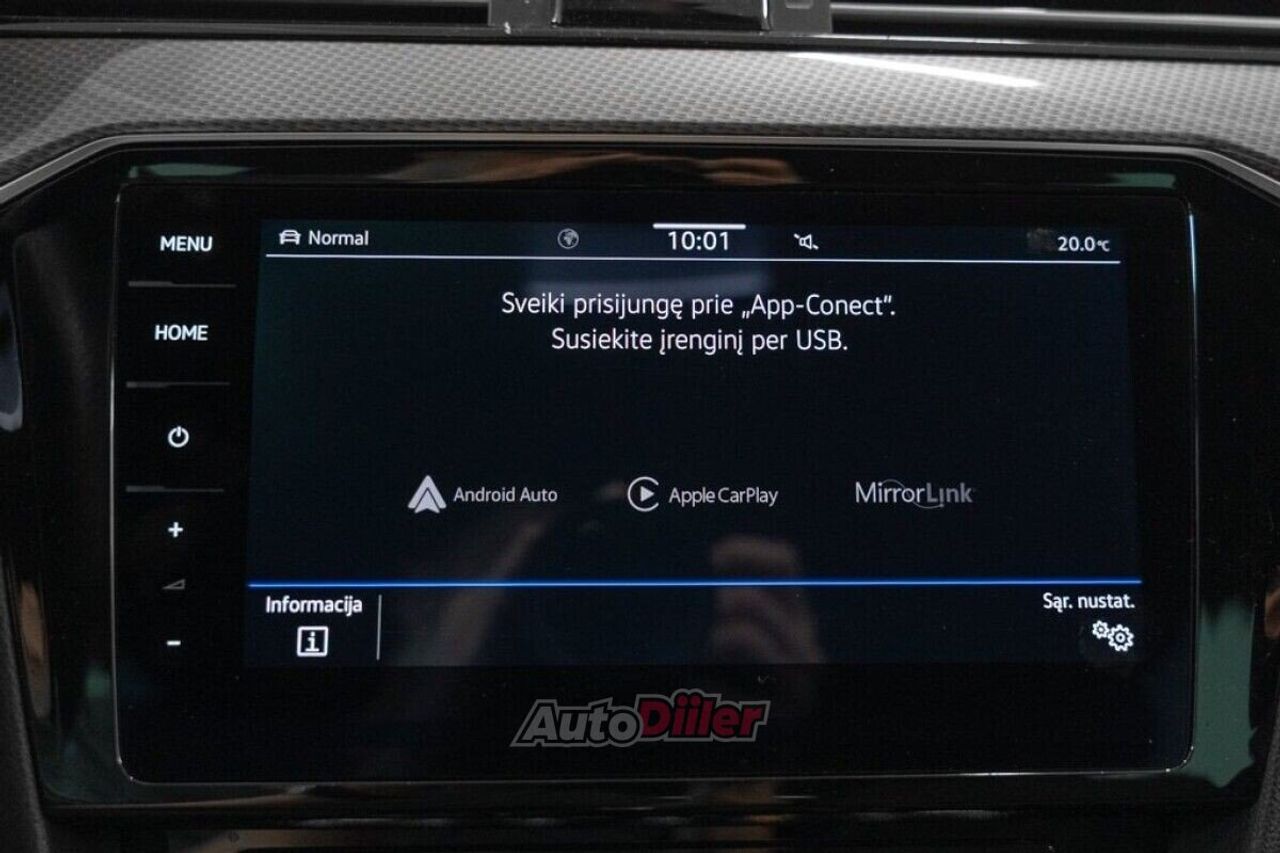 MENU
HOME
Normal
10:01
20.0°C
Sveiki prisijungę prie „App-Conect“.
Susiekite įrenginį per USB.
Android Auto
Apple CarPlay
MirrorLink
+
-
Informacija
i
Sąr. nustat.
AutoDiiler